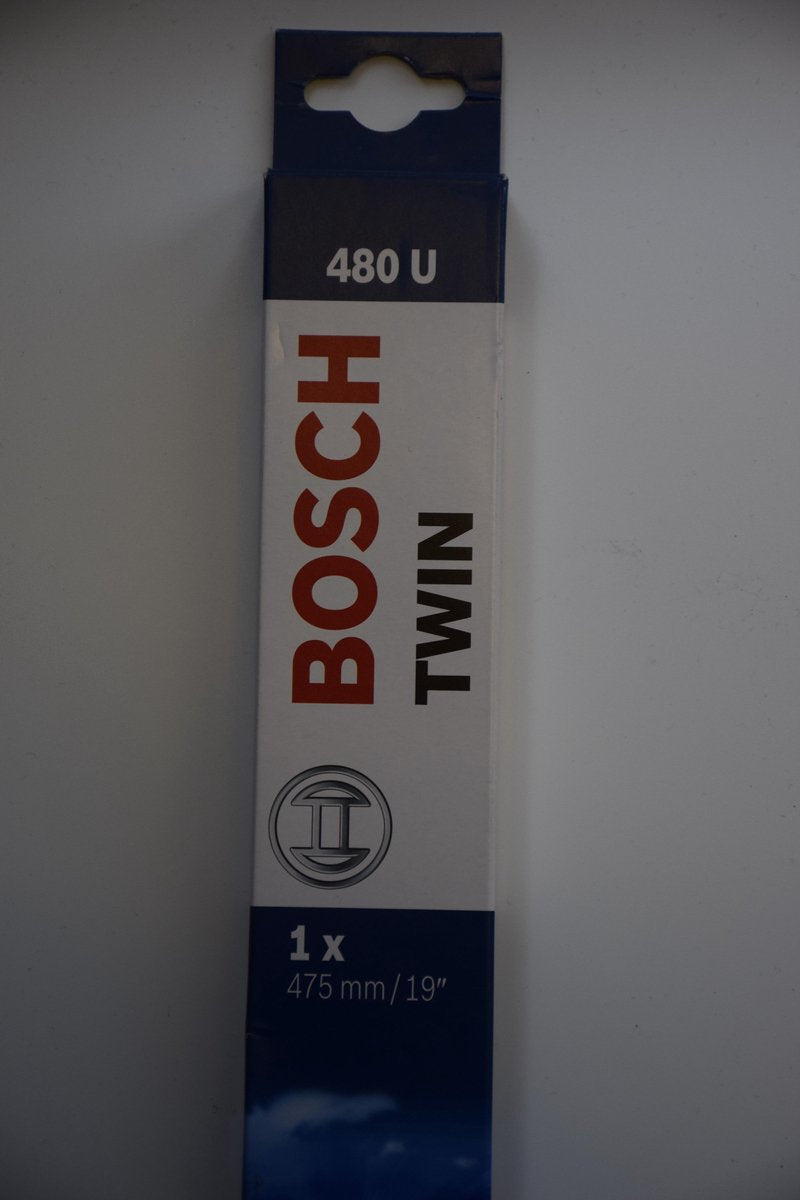 480 U
BOSCH
TWIN
1 x
475 mm / 19″